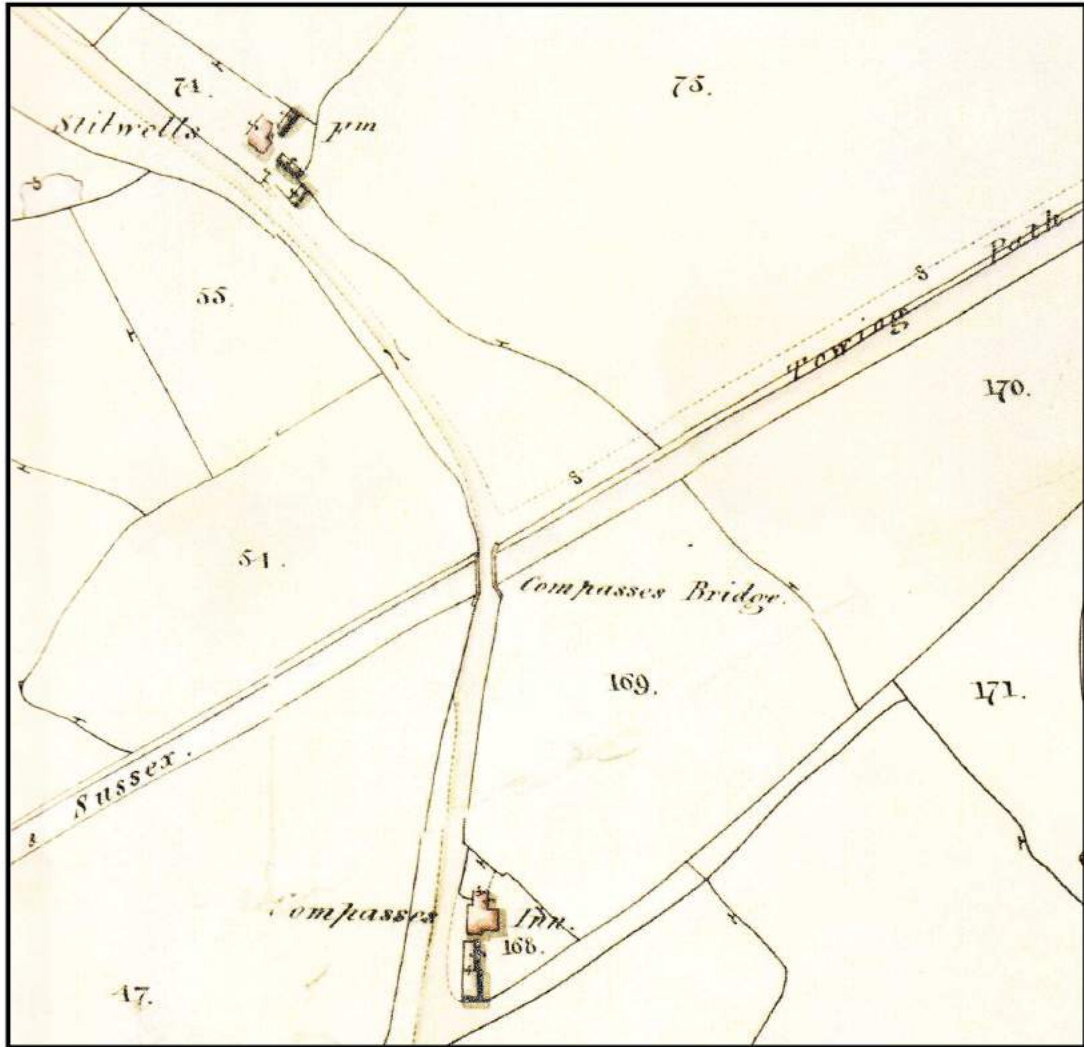 74.
75.
Stilwells Fm
55.
Towing Path
170.
54.
Compasses Bridge.
169.
171.
Sussex.
Compasses Inn.
168.
47.